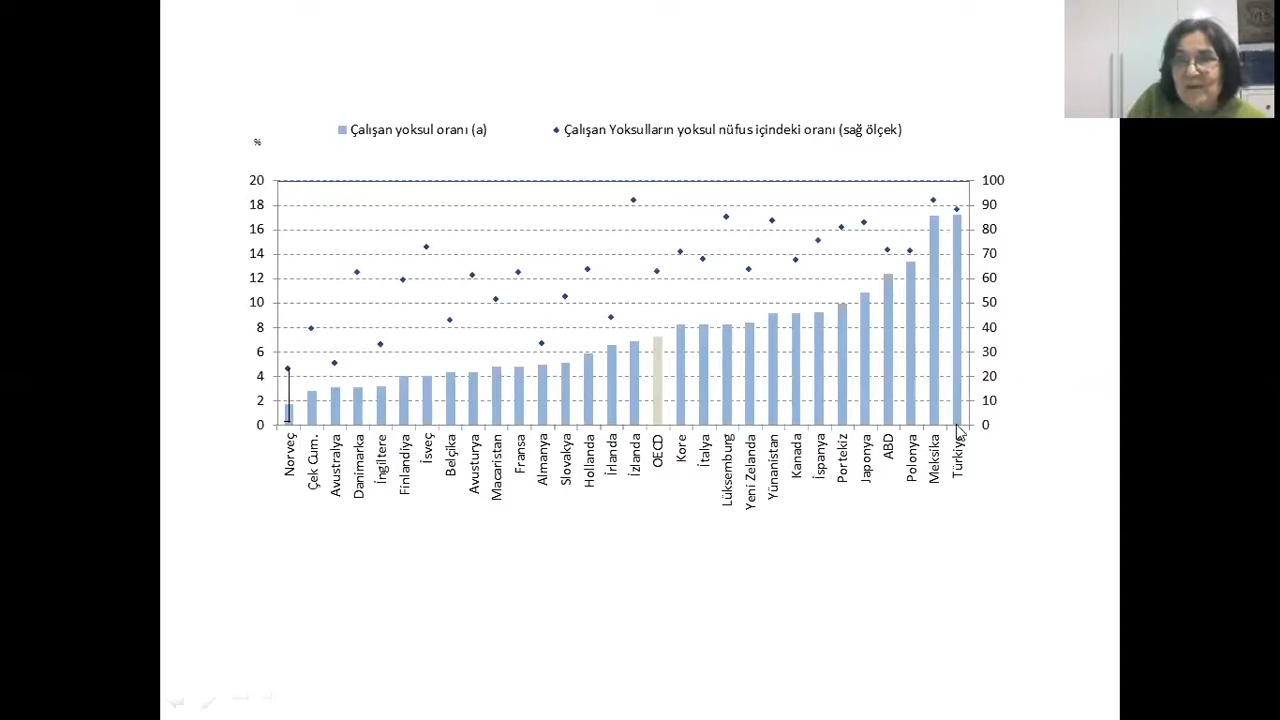 Çalışan yoksul oranı (a)
Çalışan Yoksulların yoksul nüfus içindeki oranı (sağ ölçek)
%
20
18
16
14
12
10
8
6
4
2
0
100
90
80
70
60
50
40
30
20
10
0
Norveç
Çek Cum.
Avustralya
Danimarka
İngiltere
Finlandiya
İsveç
Belçika
Avusturya
Macaristan
Fransa
Almanya
Slovakya
Hollanda
İrlanda
İzlanda
OECD
Kore
İtalya
Lüksemburg
Yeni Zelanda
Yünanistan
Kanada
İspanya
Portekiz
Japonya
ABD
Polonya
Meksika
Türkiye